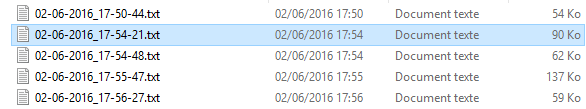 02-06-2016_17-50-44.txt 02/06/2016 17:50 Document texte 54 Ko
02-06-2016_17-54-21.txt 02/06/2016 17:54 Document texte 90 Ko
02-06-2016_17-54-48.txt 02/06/2016 17:54 Document texte 62 Ko
02-06-2016_17-55-47.txt 02/06/2016 17:55 Document texte 137 Ko
02-06-2016_17-56-27.txt 02/06/2016 17:56 Document texte 59 Ko